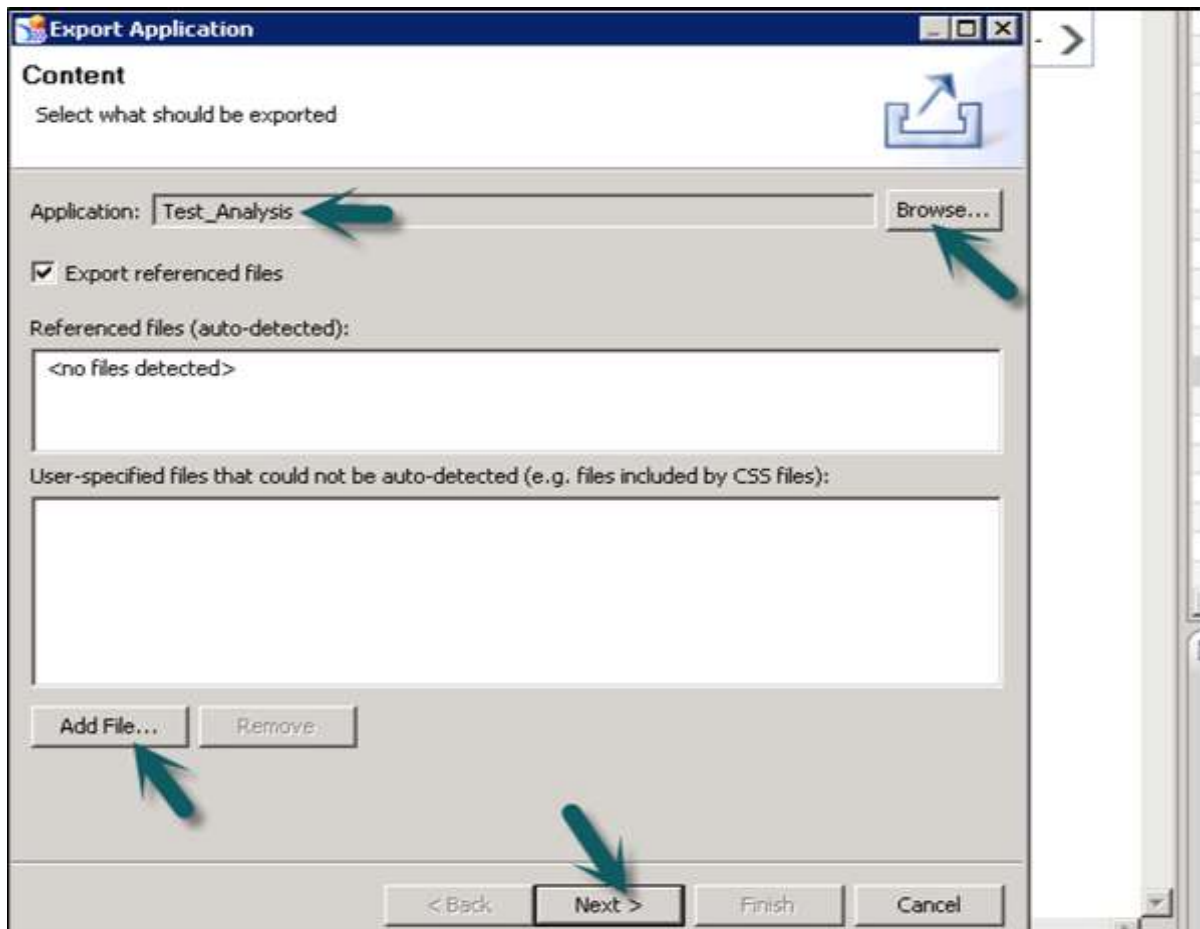 Export Application
Content
Select what should be exported
Application: Test_Analysis Browse...
Export referenced files
Referenced files (auto-detected):
<no files detected>
User-specified files that could not be auto-detected (e.g. files included by CSS files):
Add File... Remove
< Back Next > Finish Cancel